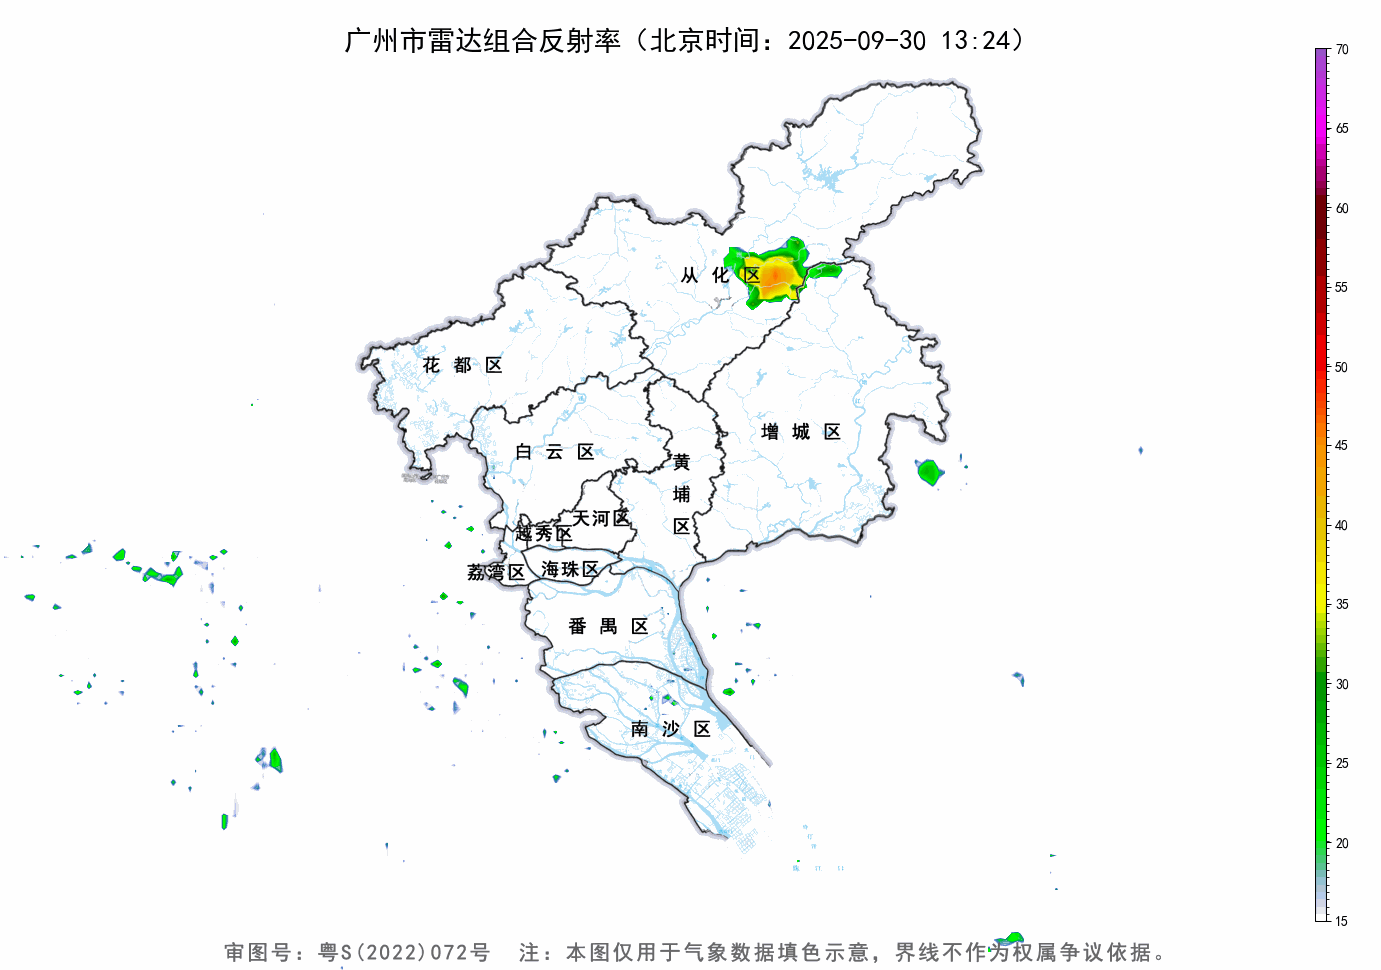 广州市雷达组合反射率（北京时间：2025-09-30 13:24）
70
65
60
55
50
45
40
35
30
25
20
15
从化区
花都区
增城区
白云区
黄埔区
天河区
越秀区
荔湾区
海珠区
番禺区
南沙区
审图号：粤S(2022)072号 注：本图仅用于气象数据填色示意，界线不作为权属争议依据。